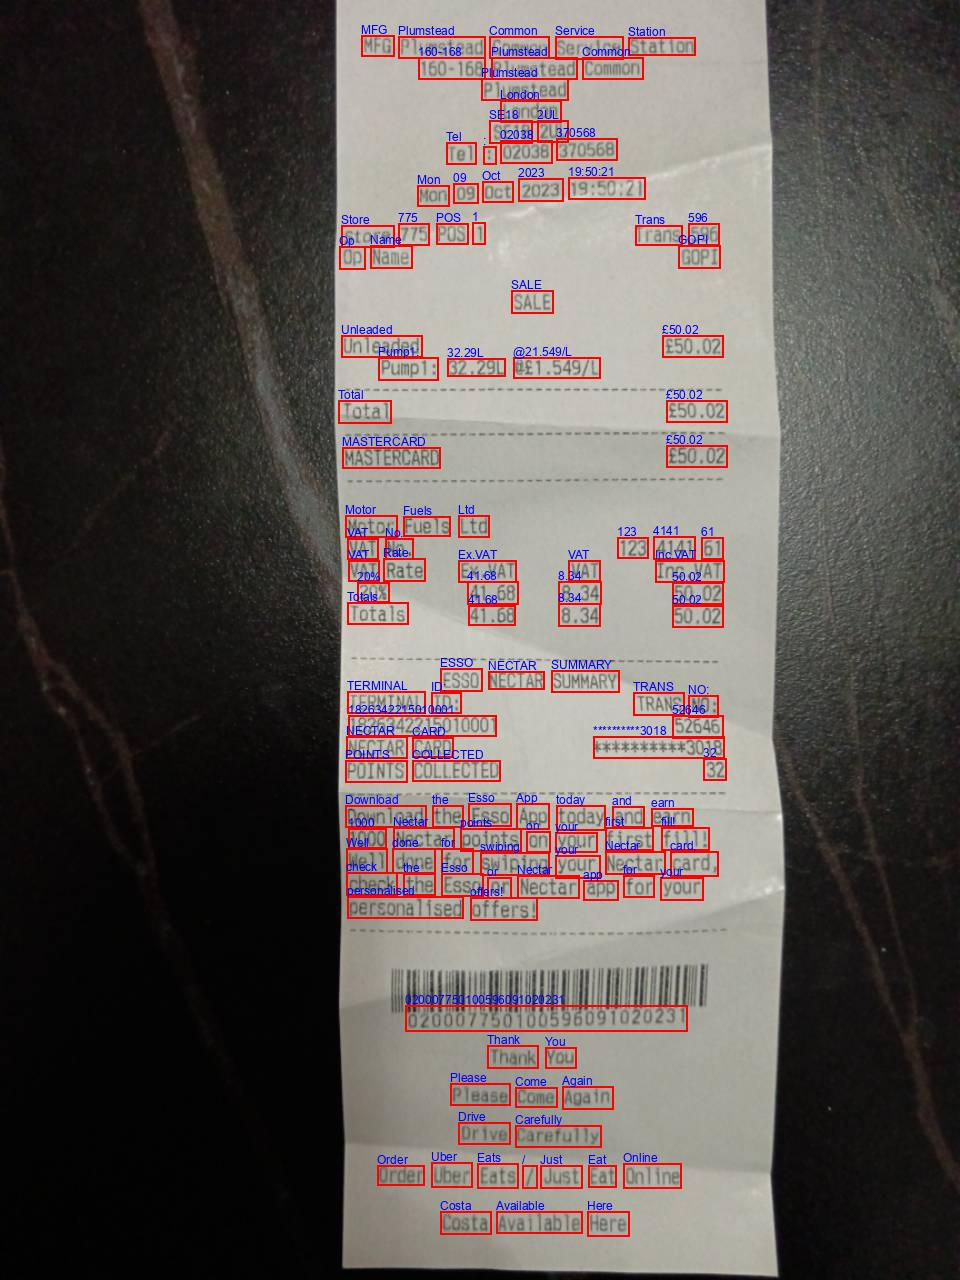 MFG Plumstead Common Service Station
160-168 Plumstead Common
Plumstead
London
SE18 2UL
Tel : 02038 370568
Mon 09 Oct 2023 19:50:21
Store 775 POS 1 Trans 596
Op Name GOPI
SALE
Unleaded £50.02
Pump1: 32.29L @£1.549/L
Total £50.02
MASTERCARD £50.02
Motor Fuels Ltd
VAT No. 123 4141 61
VAT Rate Ex.VAT VAT Inc.VAT
20% 41.68 8.34 50.02
Totals 41.68 8.34 50.02
ESSO NECTAR SUMMARY
TERMINAL ID: TRANS NO:
1826342215010001 52646
NECTAR CARD **********3018
POINTS COLLECTED 32
Download the Esso App today and earn
1000 Nectar points on your first fill!
Well done for swiping your Nectar card,
check the Esso or Nectar app for your
personalised offers!
020007750100596091020231
Thank You
Please Come Again
Drive Carefully
Order Uber Eats / Just Eat Online
Costa Available Here